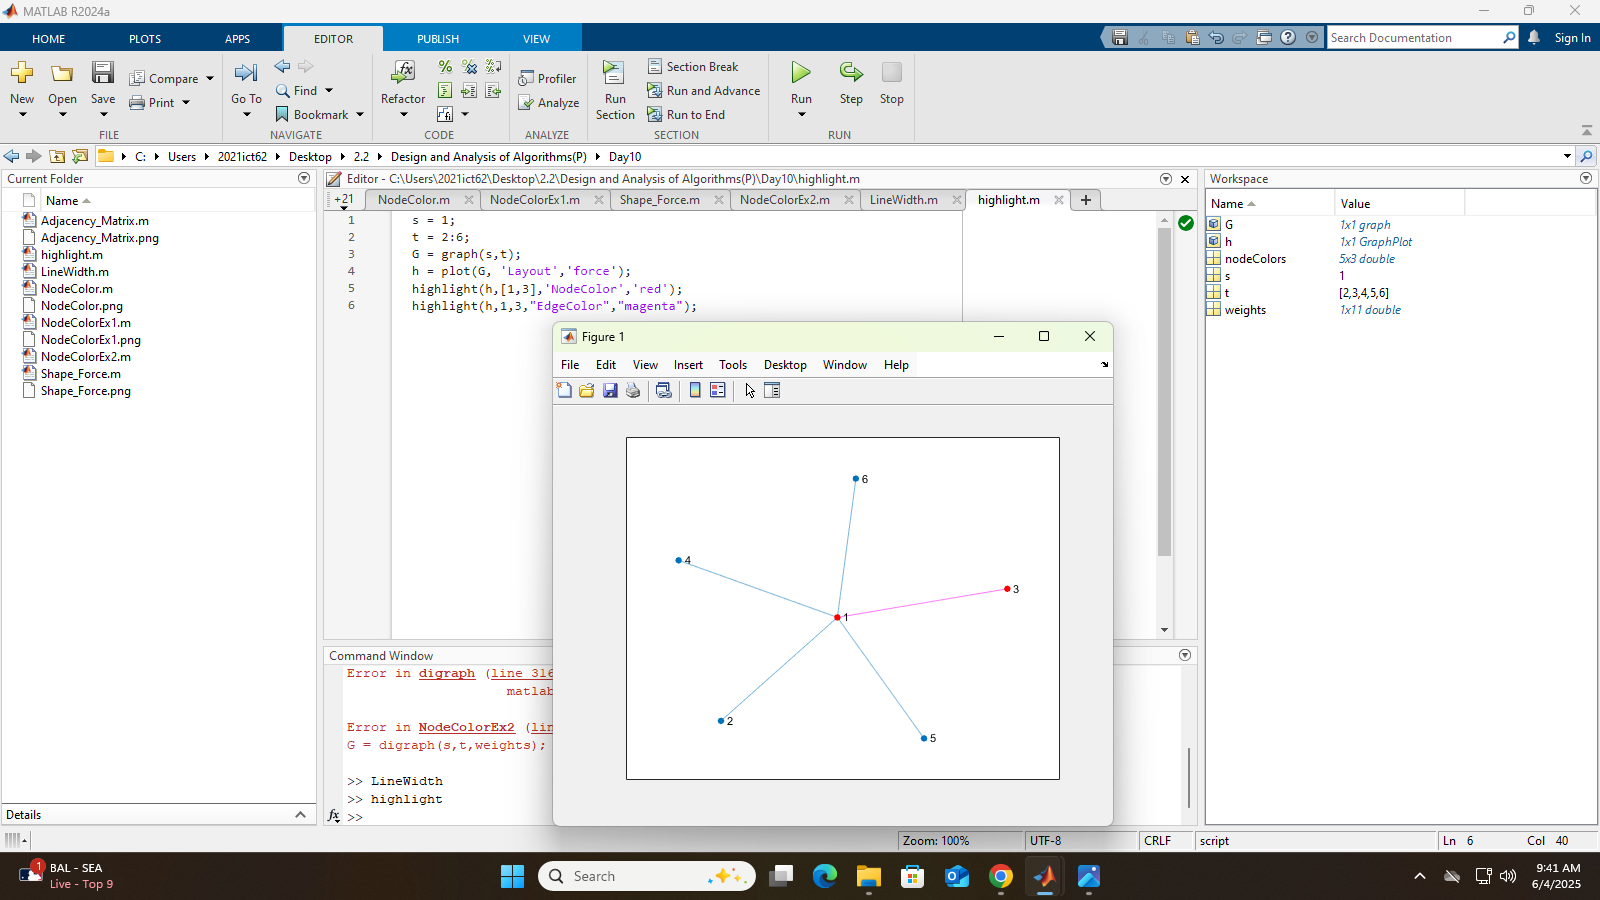 MATLAB R2024a
HOME PLOTS APPS EDITOR PUBLISH VIEW
Search Documentation Sign In
New Open Save Compare Print
FILE
Go To Find Bookmark
NAVIGATE
Refactor
CODE
Profiler
Analyze
ANALYZE
Run Section
Section Break
Run and Advance
Run to End
SECTION
Run Step Stop
RUN
C: Users 2021ict62 Desktop 2.2 Design and Analysis of Algorithms(P) Day10
Current Folder
Name
Adjacency_Matrix.m
Adjacency_Matrix.png
highlight.m
LineWidth.m
NodeColor.m
NodeColor.png
NodeColorEx1.m
NodeColorEx1.png
NodeColorEx2.m
Shape_Force.m
Shape_Force.png
Details
Editor - C:\Users\2021ict62\Desktop\2.2\Design and Analysis of Algorithms(P)\Day10\highlight.m
+21 NodeColor.m NodeColorEx1.m Shape_Force.m NodeColorEx2.m LineWidth.m highlight.m
1 s = 1;
2 t = 2:6;
3 G = graph(s,t);
4 h = plot(G, 'Layout','force');
5 highlight(h,[1,3],'NodeColor','red');
6 highlight(h,1,3,"EdgeColor","magenta");
Figure 1
File Edit View Insert Tools Desktop Window Help
6
4
3
1
2
5
Command Window
Error in digraph (line 316
matlab
Error in NodeColorEx2 (lin
G = digraph(s,t,weights);
>> LineWidth
>> highlight
fx >>
Workspace
Name Value
G 1x1 graph
h 1x1 GraphPlot
nodeColors 5x3 double
s 1
t [2,3,4,5,6]
weights 1x11 double
Zoom: 100% UTF-8 CRLF script Ln 6 Col 40
1
BAL - SEA
Live - Top 9
Search
9:41 AM
6/4/2025